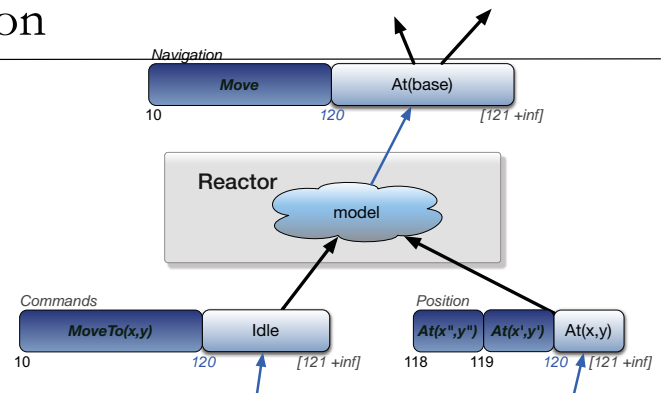 on
Navigation
Move At(base)
10 120 [121 +inf]
Reactor
model
Commands Position
MoveTo(x,y) Idle At(x",y") At(x',y') At(x,y)
10 120 [121 +inf] 118 119 120 [121 +inf]